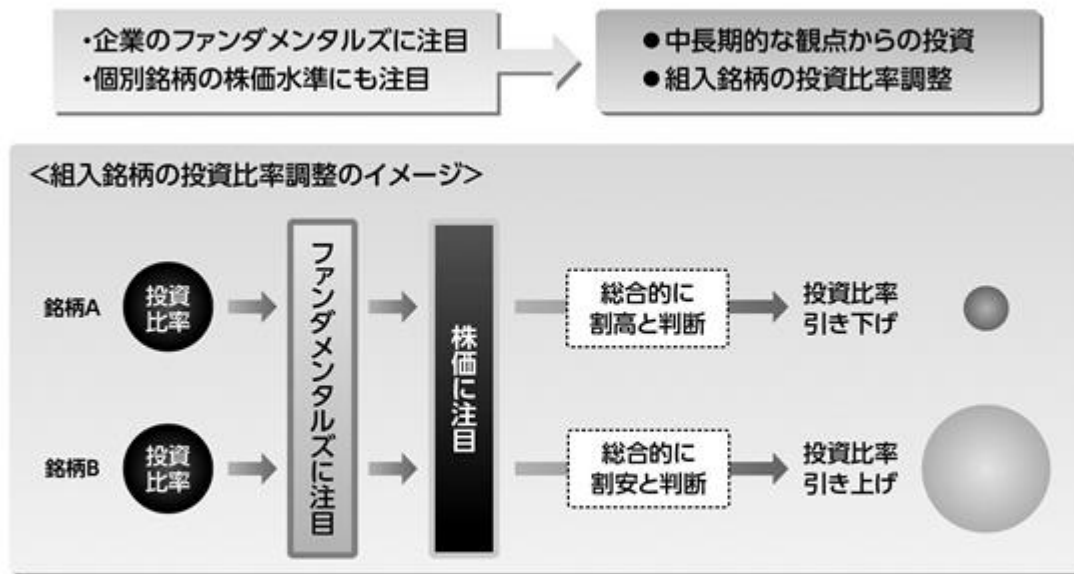 ・企業のファンダメンタルズに注目
・個別銘柄の株価水準にも注目
●中長期的な観点からの投資
●組入銘柄の投資比率調整
＜組入銘柄の投資比率調整のイメージ＞
銘柄A
投資
比率
ファンダメンタルズに注目
株価に注目
総合的に
割高と判断
投資比率
引き下げ
銘柄B
投資
比率
総合的に
割安と判断
投資比率
引き上げ